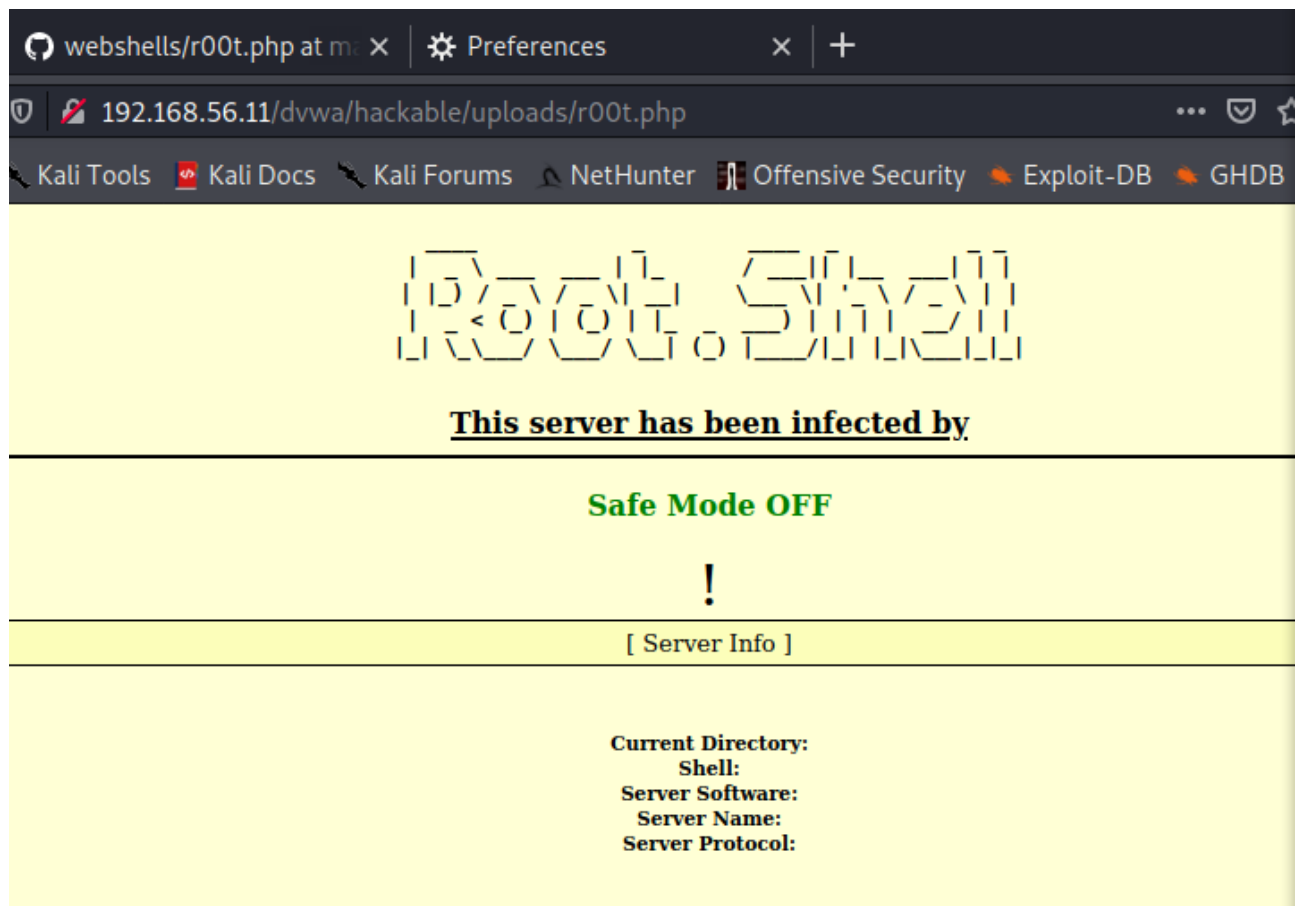 webshells/r00t.php at ma
Preferences
192.168.56.11/dvwa/hackable/uploads/r00t.php
Kali Tools Kali Docs Kali Forums NetHunter Offensive Security Exploit-DB GHDB
Root.Shell
This server has been infected by
Safe Mode OFF
!
[ Server Info ]
Current Directory:
Shell:
Server Software:
Server Name:
Server Protocol: